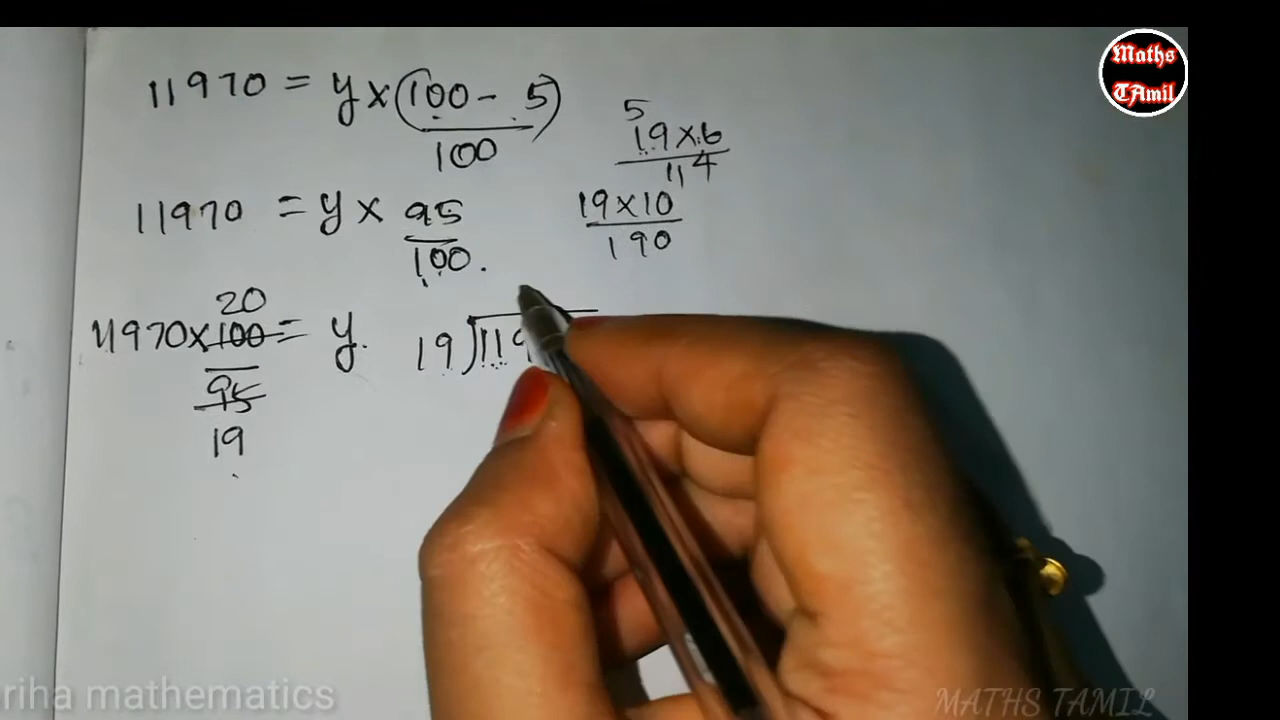 Maths
TAmil
11970 = y × (100 - 5)
100
5
19 × 6
114
11970 = y × 95
100.
19 × 10
190
20
11970 × 100 = y.
95
19
19) 119
riha mathematics
MATHS TAMIL